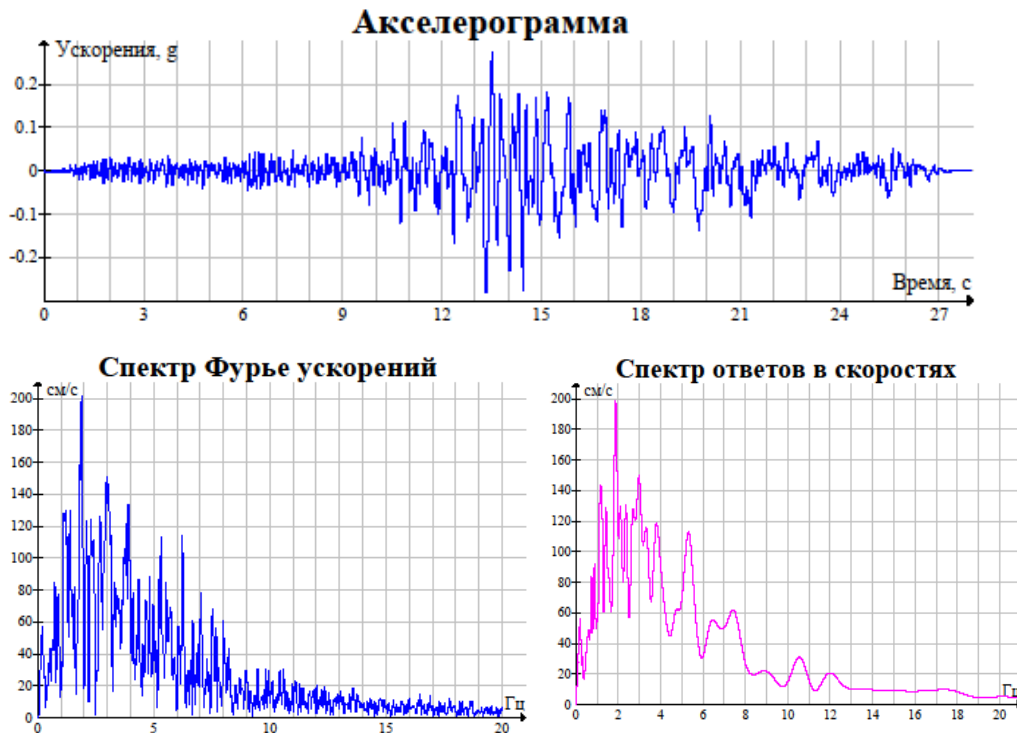 Акселерограмма
Ускорения, g
0.2
0.1
0
-0.1
-0.2
Время, с
0 3 6 9 12 15 18 21 24 27
Спектр Фурье ускорений
см/с
200
180
160
140
120
100
80
60
40
20
0
Гц
0 5 10 15 20
Спектр ответов в скоростях
см/с
200
180
160
140
120
100
80
60
40
20
0
Гц
0 2 4 6 8 10 12 14 16 18 20